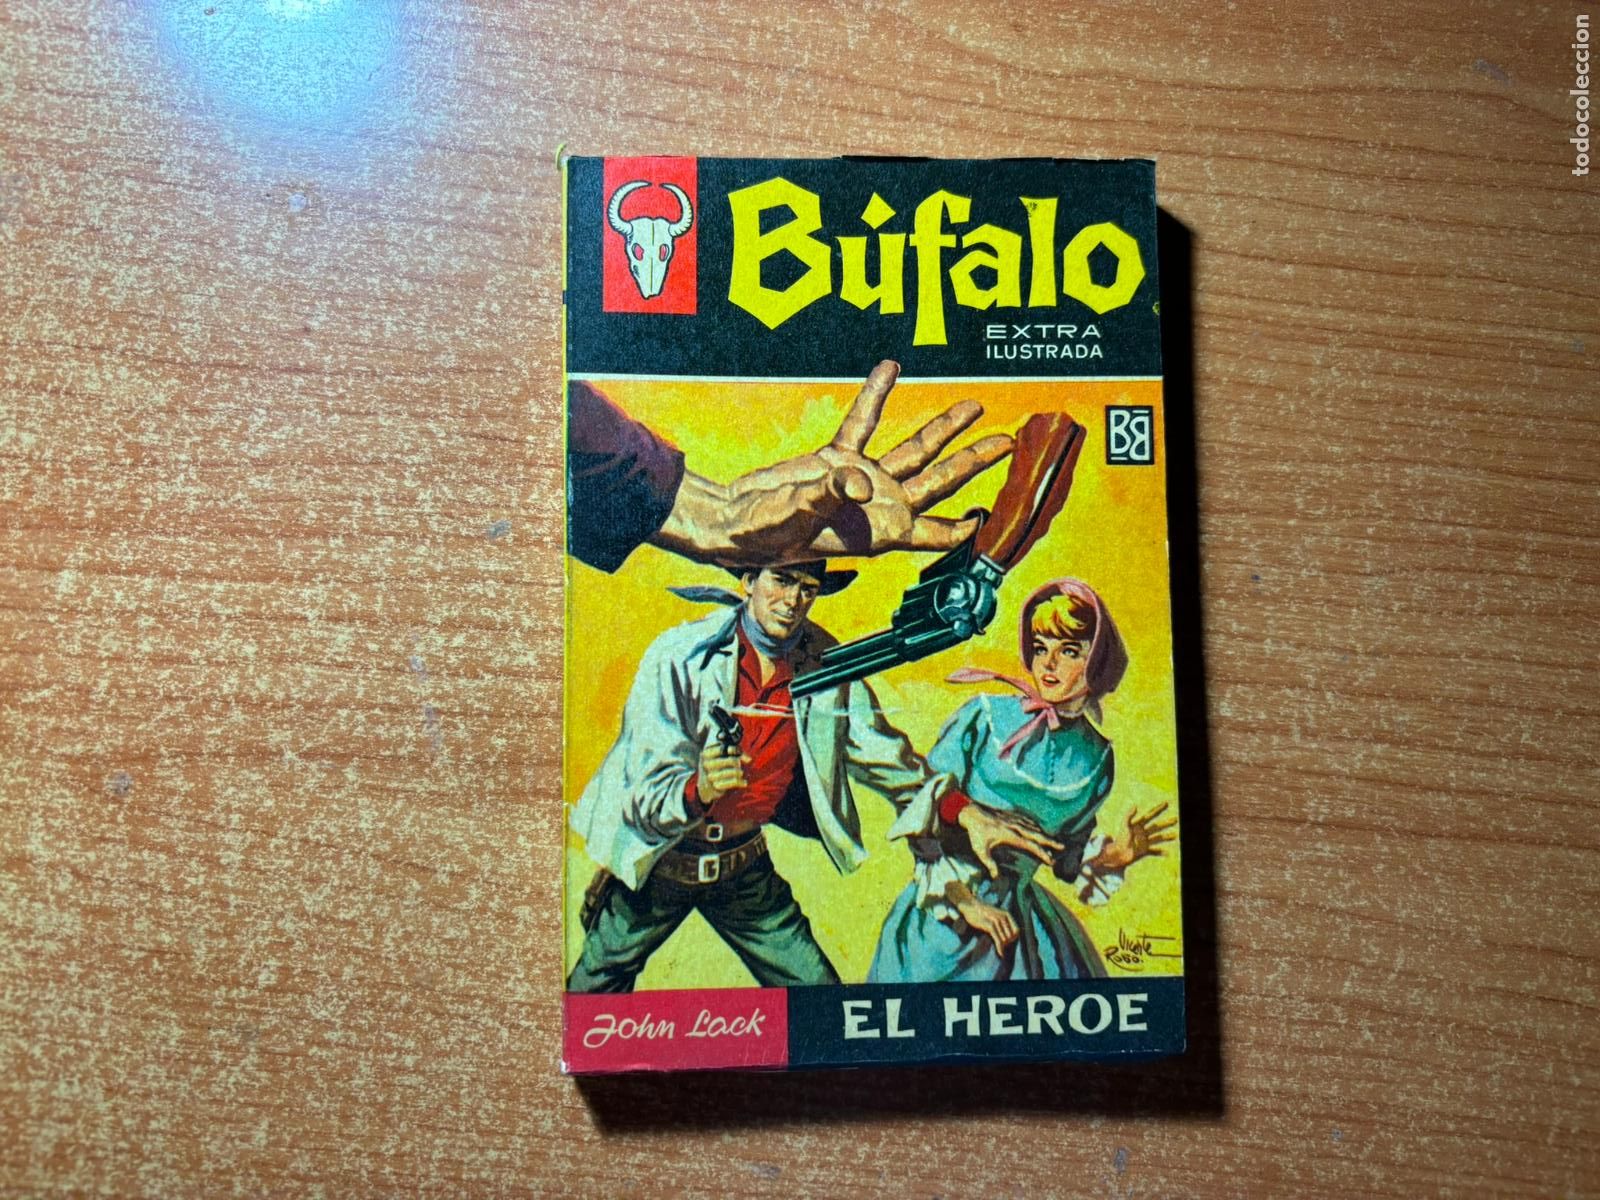 Búfalo
EXTRA
ILUSTRADA
BB
Vicente
Roso.
John Lack
EL HEROE
todocoleccion